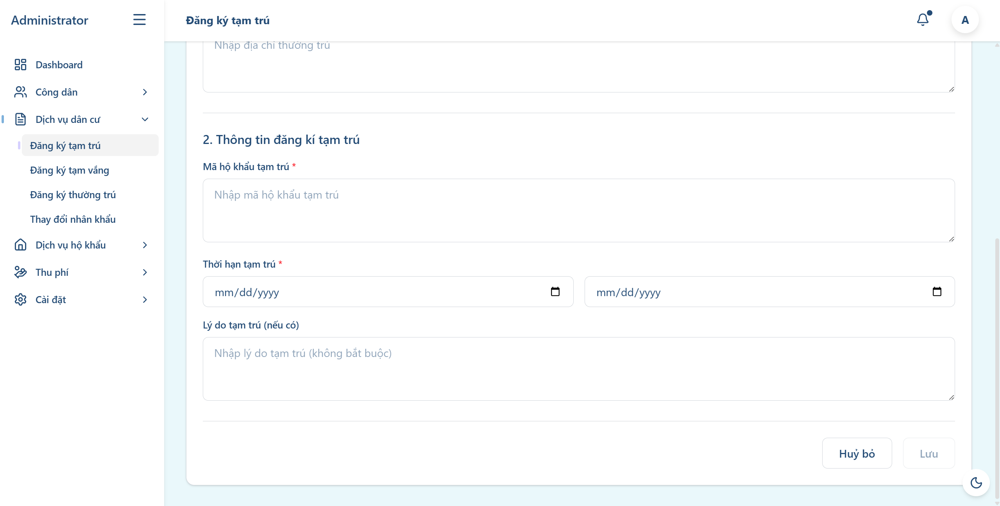 Administrator
Dashboard
Công dân
Dịch vụ dân cư
Đăng ký tạm trú
Đăng ký tạm vắng
Đăng ký thường trú
Thay đổi nhân khẩu
Dịch vụ hộ khẩu
Thu phí
Cài đặt
Đăng ký tạm trú
A
Nhập địa chỉ thường trú
2. Thông tin đăng kí tạm trú
Mã hộ khẩu tạm trú *
Nhập mã hộ khẩu tạm trú
Thời hạn tạm trú *
mm/dd/yyyy
mm/dd/yyyy
Lý do tạm trú (nếu có)
Nhập lý do tạm trú (không bắt buộc)
Huỷ bỏ
Lưu